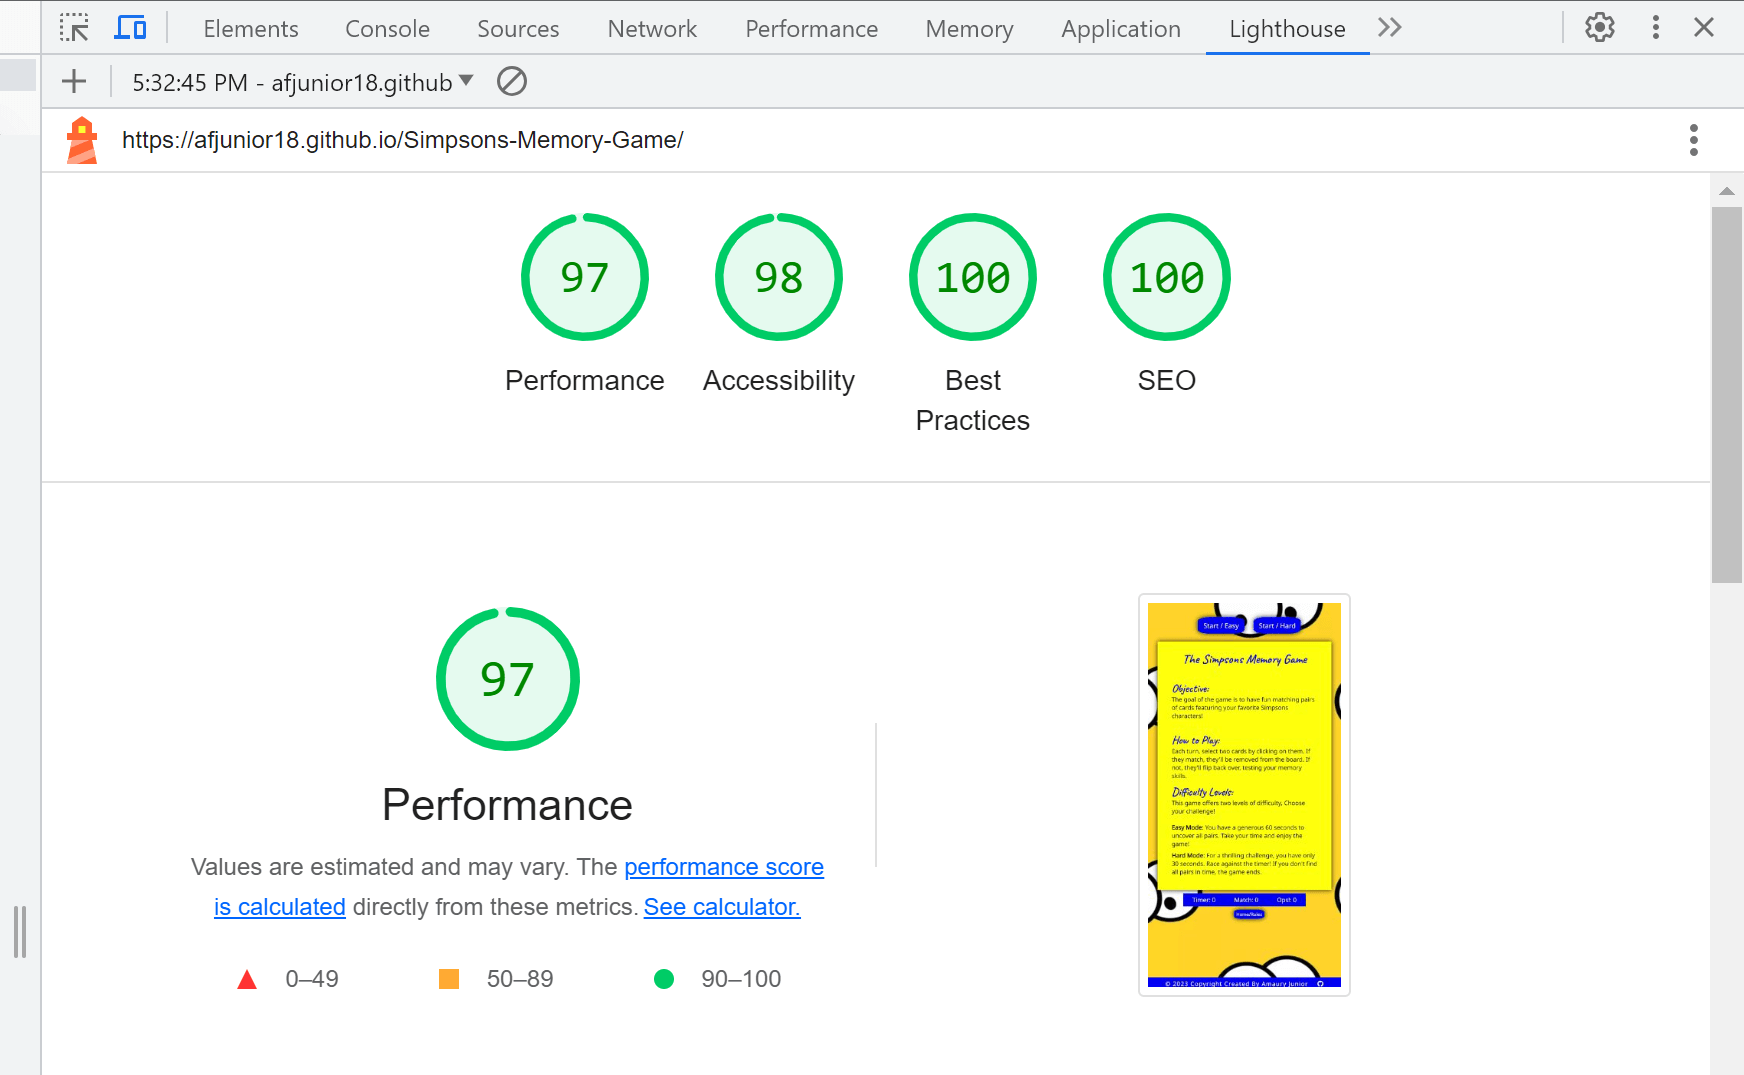 Elements Console Sources Network Performance Memory Application Lighthouse
5:32:45 PM - afjunior18.github
https://afjunior18.github.io/Simpsons-Memory-Game/
97 98 100 100
Performance Accessibility Best Practices SEO
97
Performance
Values are estimated and may vary. The performance score
is calculated directly from these metrics. See calculator.
0–49 50–89 90–100
Start / Easy Start / Hard
The Simpsons Memory Game
Objective:
The goal of the game is to have fun matching pairs
of cards featuring your favorite Simpsons
characters!
How to Play:
Each turn, select two cards by clicking on them. If
they match, they'll be removed from the board. If
not, they'll flip back over, testing your memory
skills.
Difficulty Levels:
This game offers two levels of difficulty, Choose
your challenge!
Easy Mode: You have a generous 60 seconds to
uncover all pairs. Take your time and enjoy the
game!
Hard Mode: For a thrilling challenge, you have only
30 seconds. Race against the timer! If you don't find
all pairs in time, the game ends.
Timer: 0 Match: 0 Ops!: 0
Home/Rules
© 2023 Copyright Created By Amaury Junior